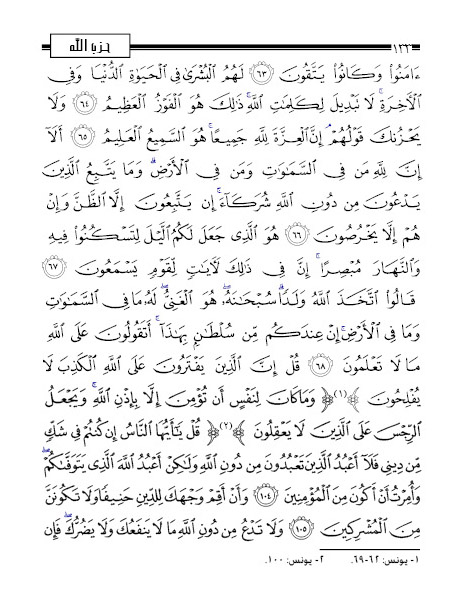 ١٣٣ حزب الله
ءَامَنُوا۟ وَكَانُوا۟ يَتَّقُونَ ۝٦٣ لَهُمُ ٱلْبُشْرَىٰ فِى ٱلْحَيَوٰةِ ٱلدُّنْيَا وَفِى
ٱلْـَٔاخِرَةِ ۚ لَا تَبْدِيلَ لِكَلِمَـٰتِ ٱللَّهِ ۚ ذَٰلِكَ هُوَ ٱلْفَوْزُ ٱلْعَظِيمُ ۝٦٤ وَلَا
يَحْزُنكَ قَوْلُهُمْ ۘ إِنَّ ٱلْعِزَّةَ لِلَّهِ جَمِيعًا ۚ هُوَ ٱلسَّمِيعُ ٱلْعَلِيمُ ۝٦٥ أَلَآ
إِنَّ لِلَّهِ مَن فِى ٱلسَّمَـٰوَٰتِ وَمَن فِى ٱلْأَرْضِ ۗ وَمَا يَتَّبِعُ ٱلَّذِينَ
يَدْعُونَ مِن دُونِ ٱللَّهِ شُرَكَآءَ ۚ إِن يَتَّبِعُونَ إِلَّا ٱلظَّنَّ وَإِنْ
هُمْ إِلَّا يَخْرُصُونَ ۝٦٦ هُوَ ٱلَّذِى جَعَلَ لَكُمُ ٱلَّيْلَ لِتَسْكُنُوا۟ فِيهِ
وَٱلنَّهَارَ مُبْصِرًا ۚ إِنَّ فِى ذَٰلِكَ لَـَٔايَـٰتٍ لِّقَوْمٍ يَسْمَعُونَ ۝٦٧
قَالُوا۟ ٱتَّخَذَ ٱللَّهُ وَلَدًا ۗ سُبْحَـٰنَهُۥ ۖ هُوَ ٱلْغَنِىُّ ۖ لَهُۥ مَا فِى ٱلسَّمَـٰوَٰتِ
وَمَا فِى ٱلْأَرْضِ ۚ إِنْ عِندَكُم مِّن سُلْطَـٰنٍۭ بِهَـٰذَآ ۚ أَتَقُولُونَ عَلَى ٱللَّهِ
مَا لَا تَعْلَمُونَ ۝٦٨ قُلْ إِنَّ ٱلَّذِينَ يَفْتَرُونَ عَلَى ٱللَّهِ ٱلْكَذِبَ لَا
يُفْلِحُونَ ﴿(١)﴾ وَمَا كَانَ لِنَفْسٍ أَن تُؤْمِنَ إِلَّا بِإِذْنِ ٱللَّهِ ۚ وَيَجْعَلُ
ٱلرِّجْسَ عَلَى ٱلَّذِينَ لَا يَعْقِلُونَ ﴿(٢)﴾ قُلْ يَـٰٓأَيُّهَا ٱلنَّاسُ إِن كُنتُمْ فِى شَكٍّ
مِّن دِينِى فَلَآ أَعْبُدُ ٱلَّذِينَ تَعْبُدُونَ مِن دُونِ ٱللَّهِ وَلَـٰكِنْ أَعْبُدُ ٱللَّهَ ٱلَّذِى يَتَوَفَّىٰكُمْ ۖ
وَأُمِرْتُ أَنْ أَكُونَ مِنَ ٱلْمُؤْمِنِينَ ۝١٠٤ وَأَنْ أَقِمْ وَجْهَكَ لِلدِّينِ حَنِيفًا وَلَا تَكُونَنَّ
مِنَ ٱلْمُشْرِكِينَ ۝١٠٥ وَلَا تَدْعُ مِن دُونِ ٱللَّهِ مَا لَا يَنفَعُكَ وَلَا يَضُرُّكَ ۖ فَإِن
١- يونس: ٦٢-٦٩. ٢- يونس: ١٠٠.